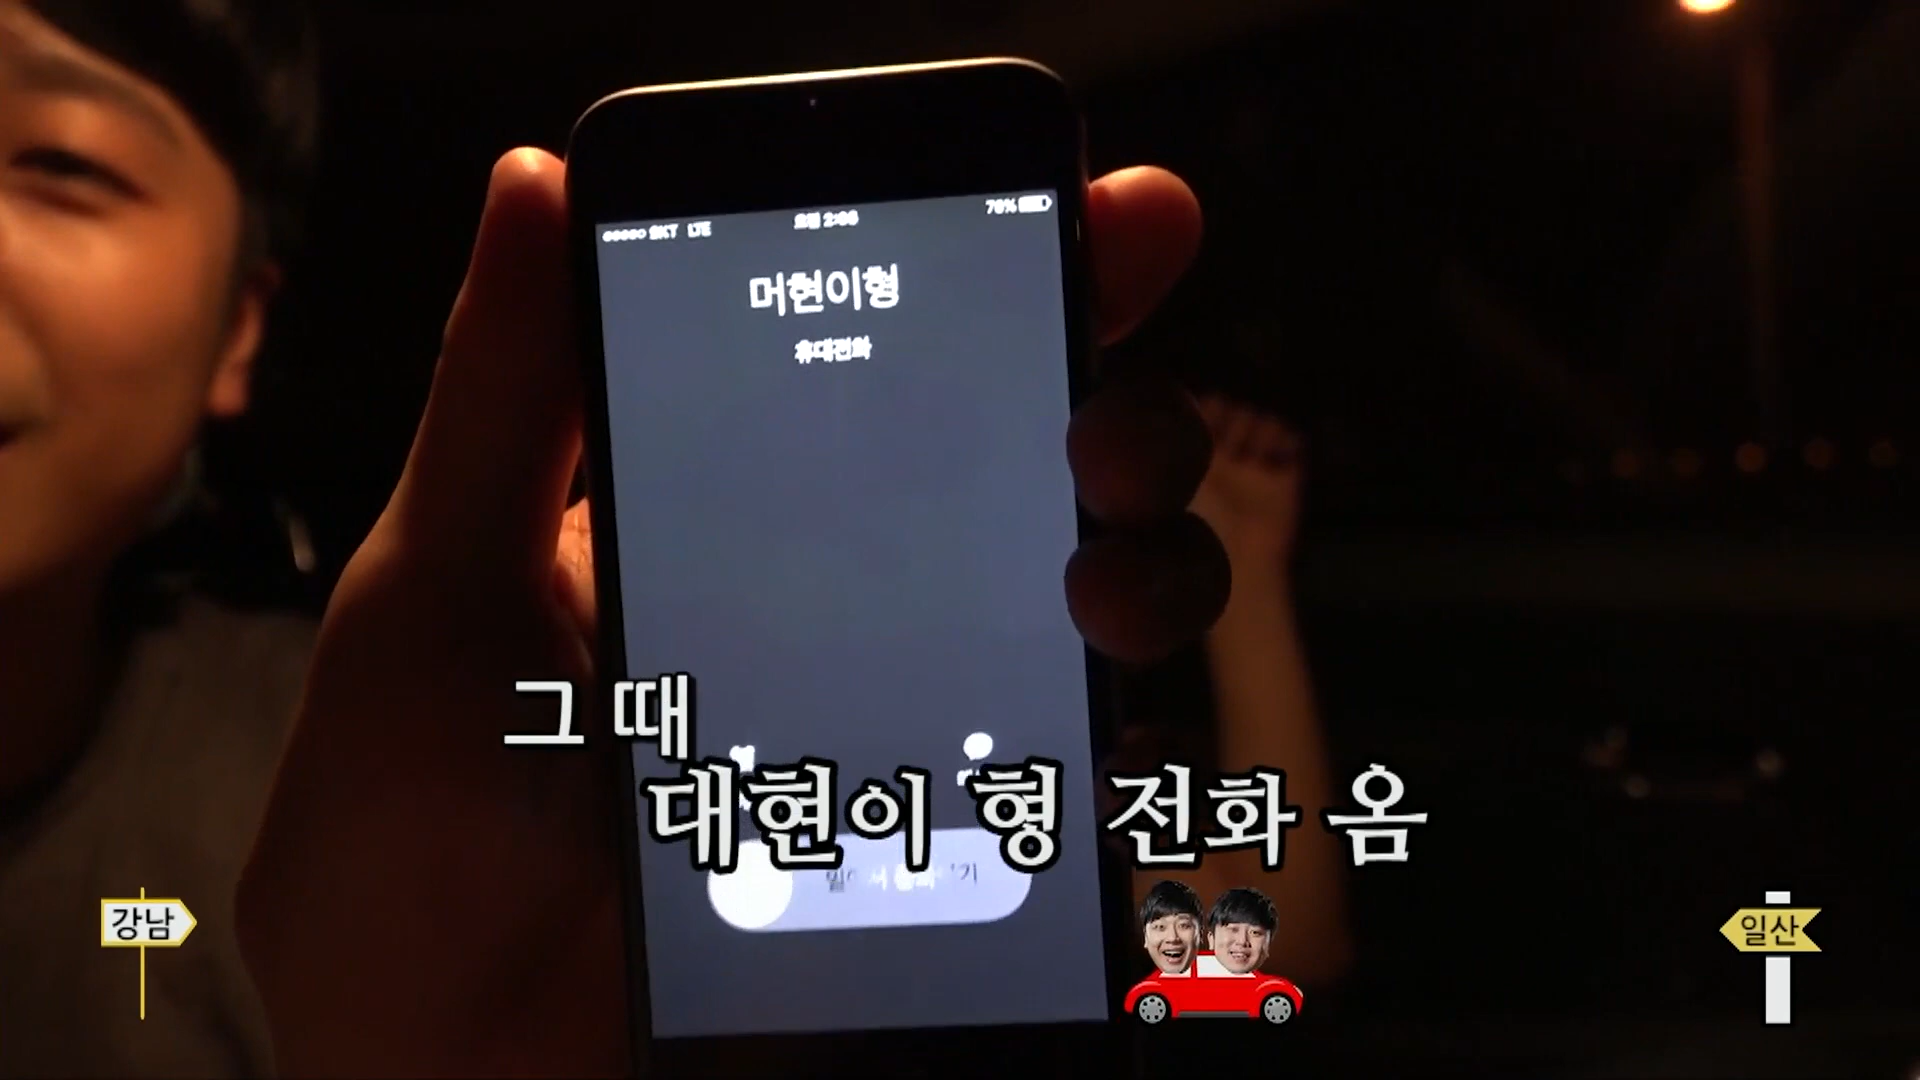 SKT LTE
머현이형
휴대전화
그 때
대현이 형 전화 옴
강남
일산